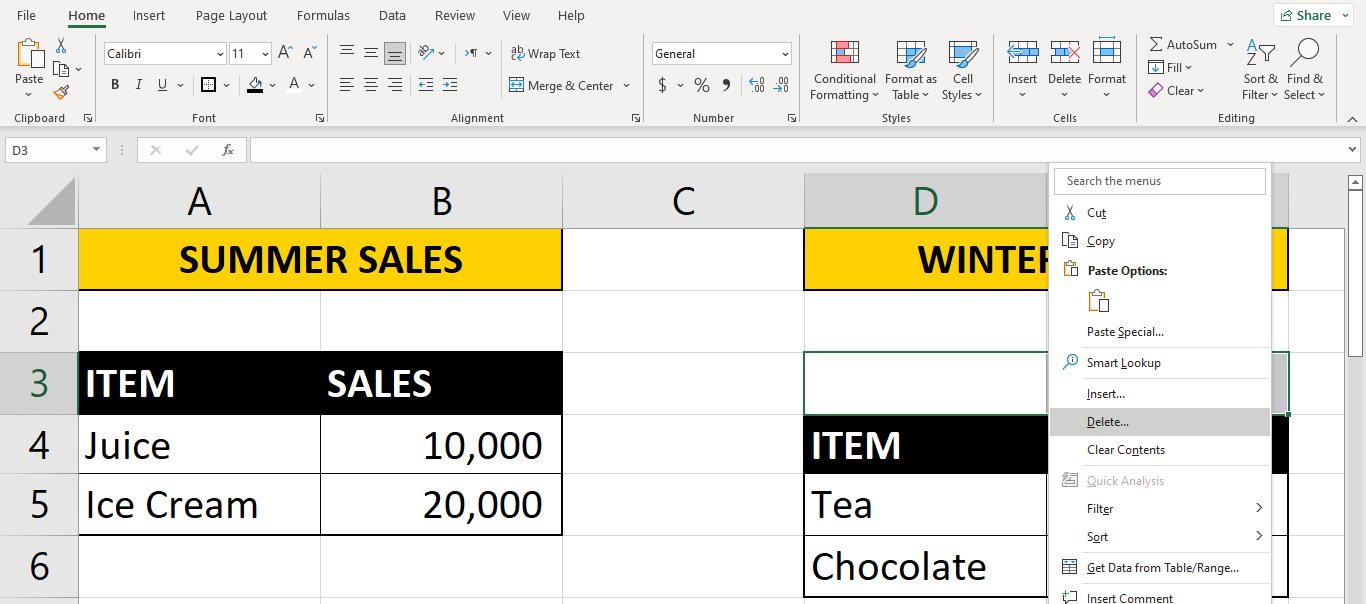 File Home Insert Page Layout Formulas Data Review View Help Share
Calibri 11 Wrap Text General AutoSum
Paste Conditional Format as Cell Insert Delete Format Fill Sort & Find &
B I U A Merge & Center $ % 9 .00 Formatting Table Styles Clear Filter Select
Clipboard Font Alignment Number Styles Cells Editing
D3 fx
Search the menus
Cut
Copy
Paste Options:
Paste Special...
Smart Lookup
Insert...
Delete...
Clear Contents
Quick Analysis
Filter
Sort
Get Data from Table/Range...
Insert Comment
A B C D
1 SUMMER SALES WINTER
2
3 ITEM SALES
4 Juice 10,000 ITEM
5 Ice Cream 20,000 Tea
6 Chocolate